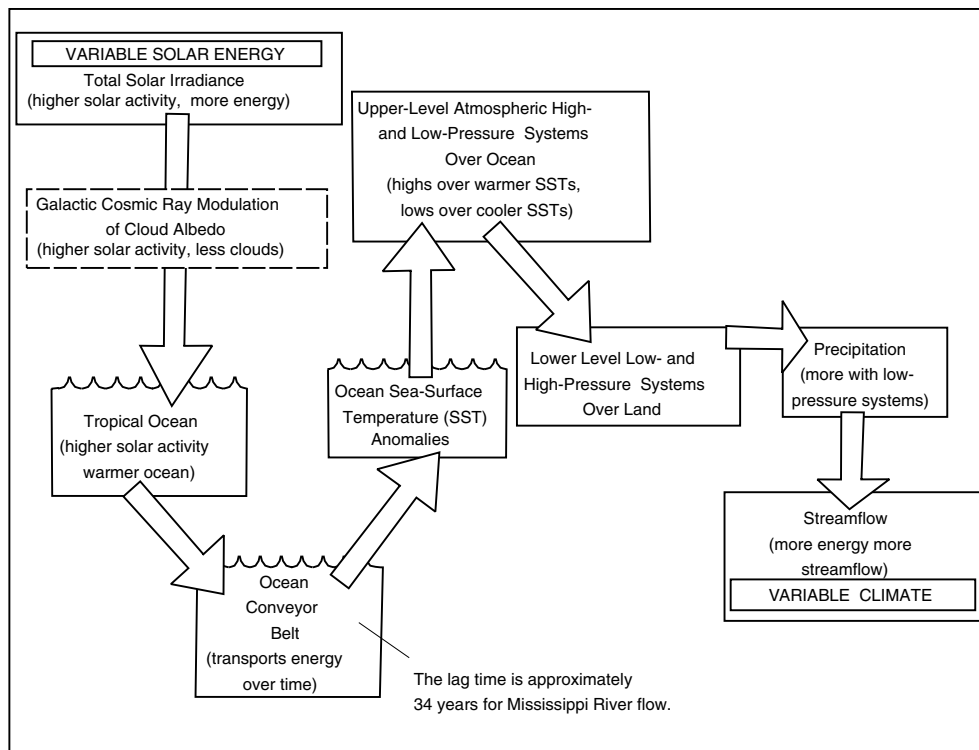 VARIABLE SOLAR ENERGY
Total Solar Irradiance
(higher solar activity, more energy)
Galactic Cosmic Ray Modulation
of Cloud Albedo
(higher solar activity, less clouds)
Tropical Ocean
(higher solar activity
warmer ocean)
Ocean
Conveyor
Belt
(transports energy
over time)
The lag time is approximately
34 years for Mississippi River flow.
Ocean Sea-Surface
Temperature (SST)
Anomalies
Upper-Level Atmospheric High-
and Low-Pressure Systems
Over Ocean
(highs over warmer SSTs,
lows over cooler SSTs)
Lower Level Low- and
High-Pressure Systems
Over Land
Precipitation
(more with low-
pressure systems)
Streamflow
(more energy more
streamflow)
VARIABLE CLIMATE